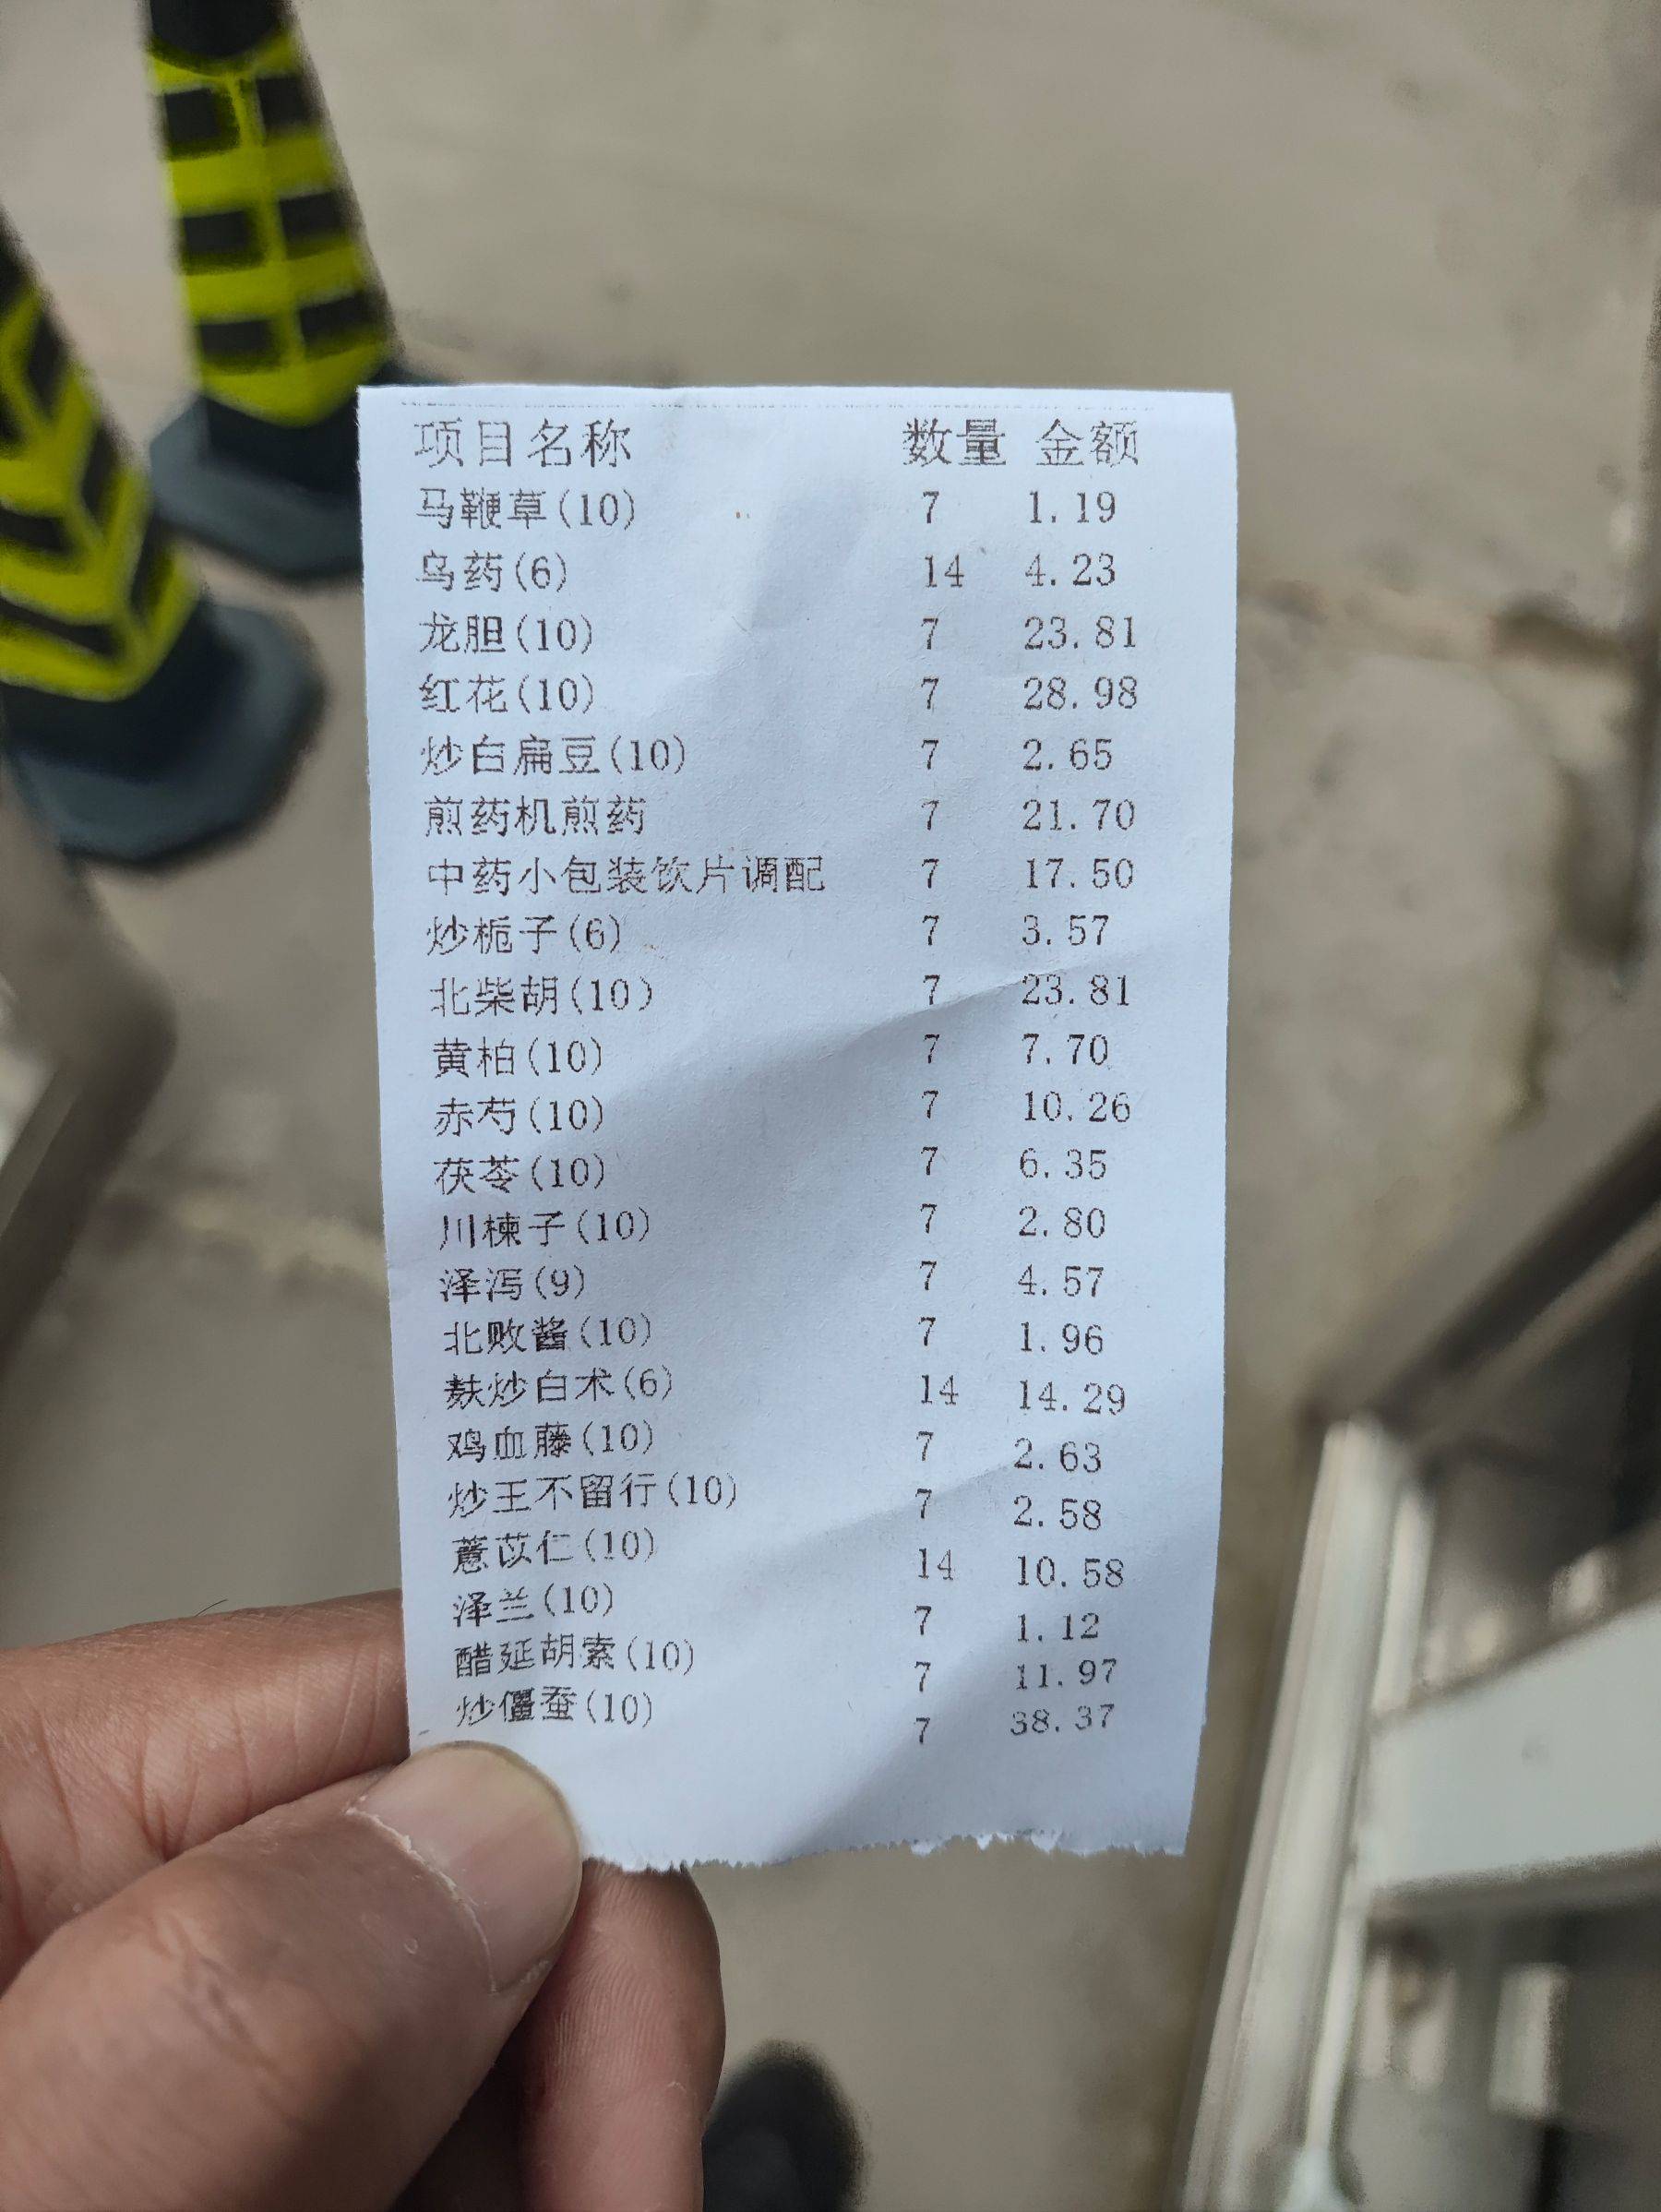 项目名称 数量 金额
马鞭草(10) 7 1.19
乌药(6) 14 4.23
龙胆(10) 7 23.81
红花(10) 7 28.98
炒白扁豆(10) 7 2.65
煎药机煎药 7 21.70
中药小包装饮片调配 7 17.50
炒栀子(6) 7 3.57
北柴胡(10) 7 23.81
黄柏(10) 7 7.70
赤芍(10) 7 10.26
茯苓(10) 7 6.35
川楝子(10) 7 2.80
泽泻(9) 7 4.57
北败酱(10) 7 1.96
麸炒白术(6) 14 14.29
鸡血藤(10) 7 2.63
炒王不留行(10) 7 2.58
薏苡仁(10) 14 10.58
泽兰(10) 7 1.12
醋延胡索(10) 7 11.97
炒僵蚕(10) 7 38.37